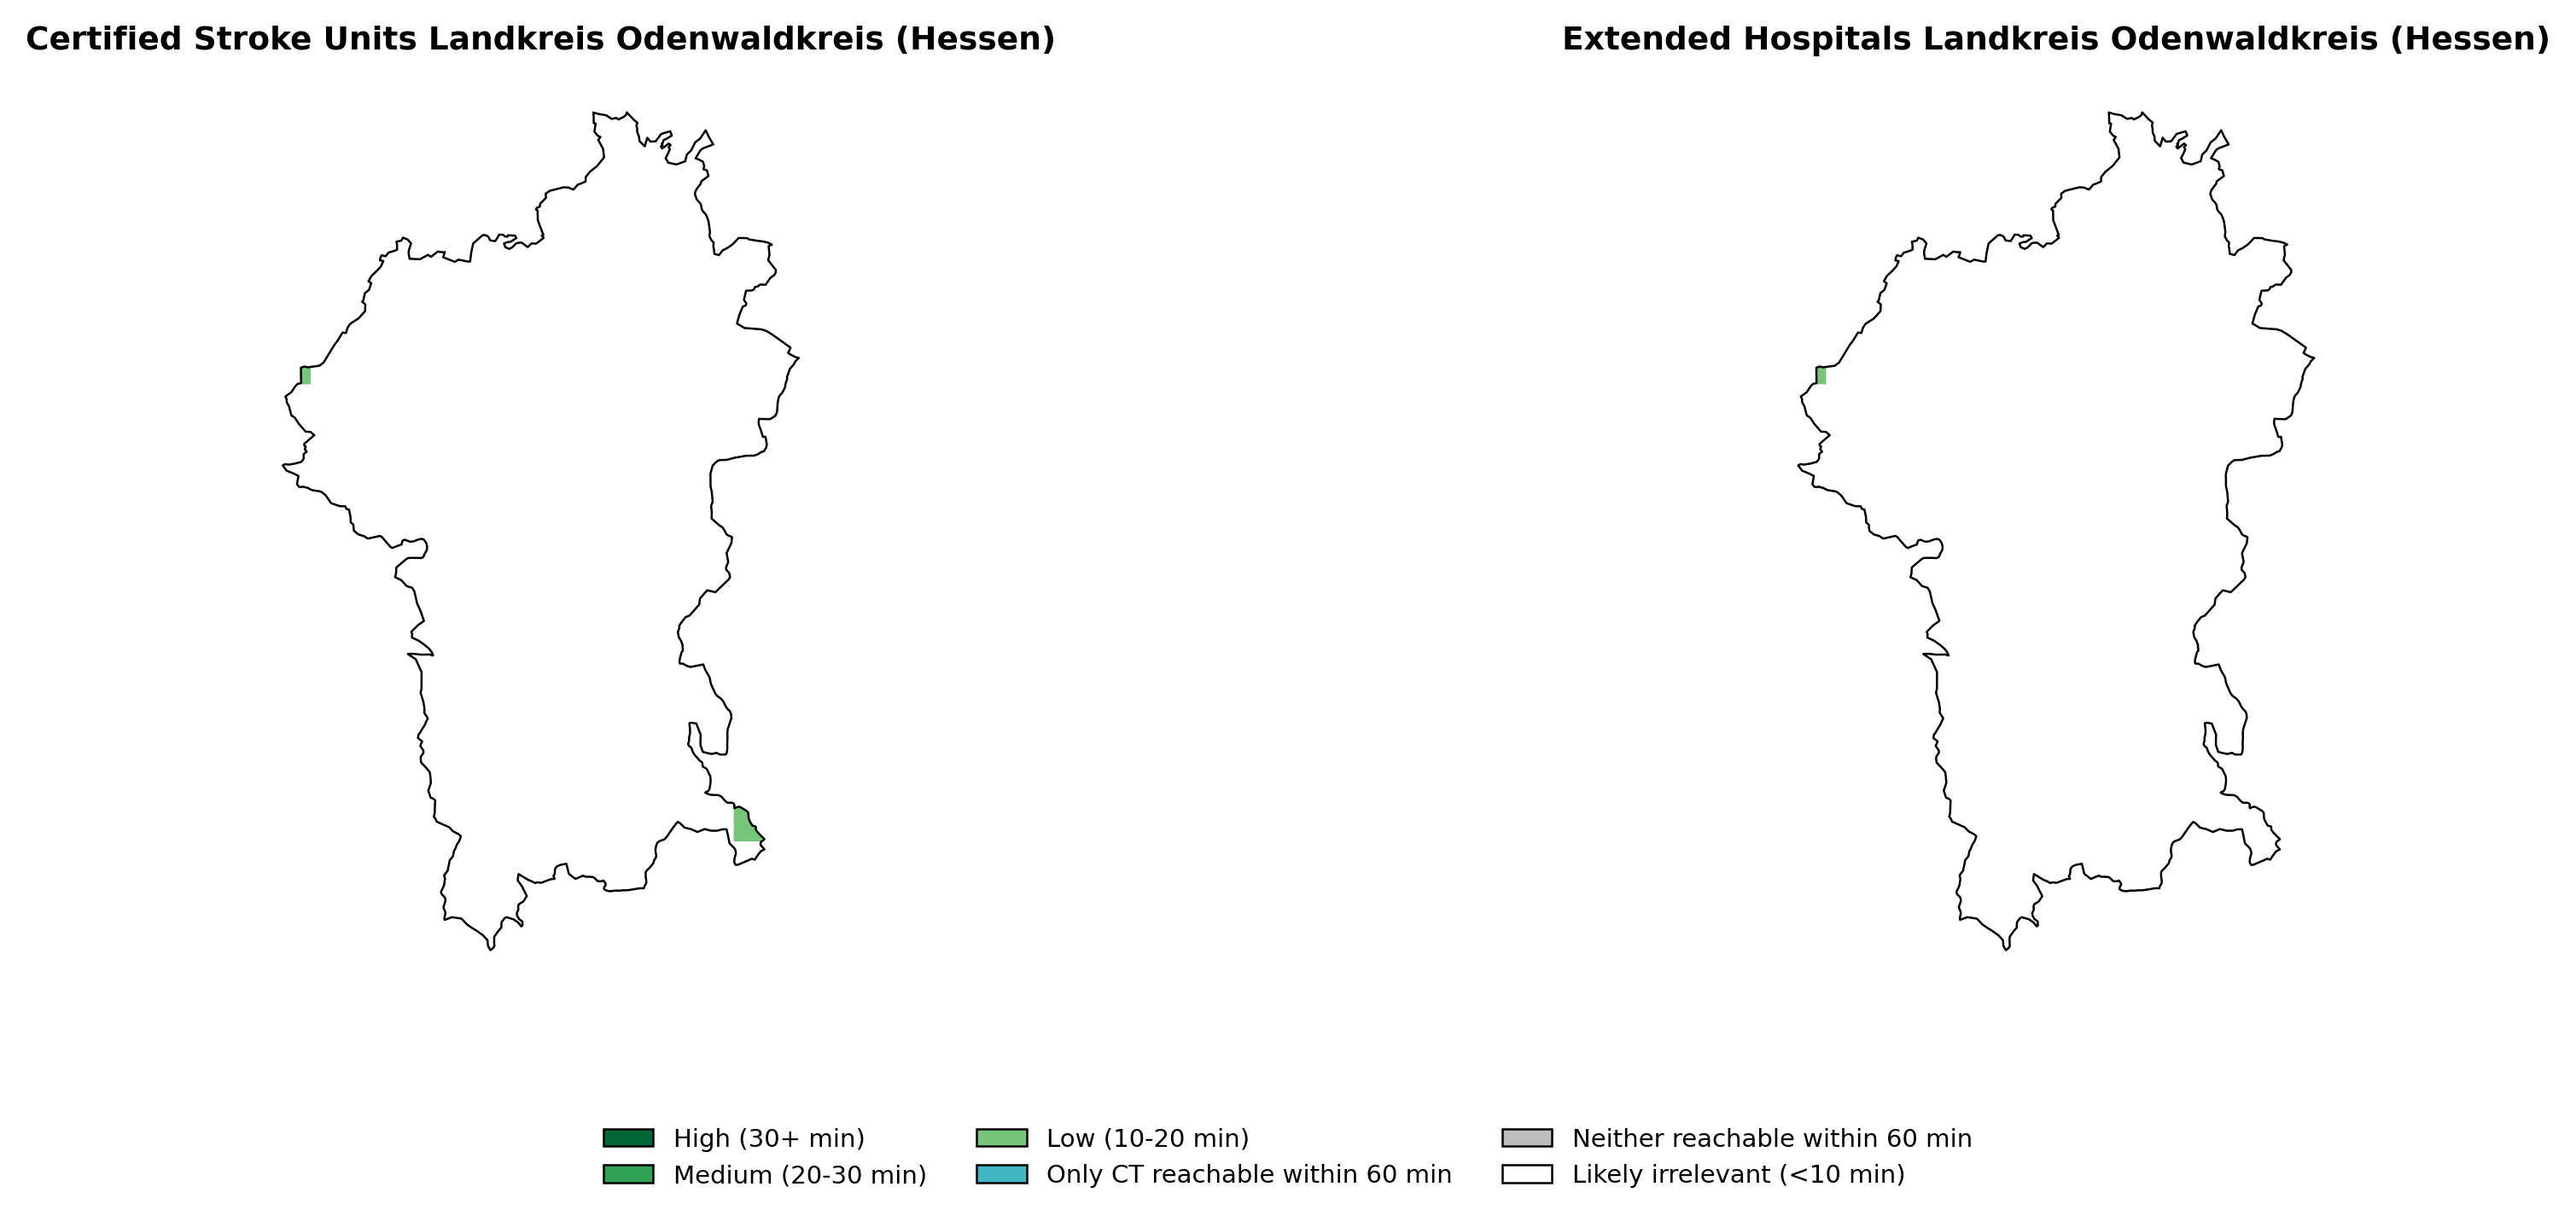 Certified Stroke Units Landkreis Odenwaldkreis (Hessen)
Extended Hospitals Landkreis Odenwaldkreis (Hessen)
High (30+ min)
Medium (20-30 min)
Low (10-20 min)
Only CT reachable within 60 min
Neither reachable within 60 min
Likely irrelevant (<10 min)